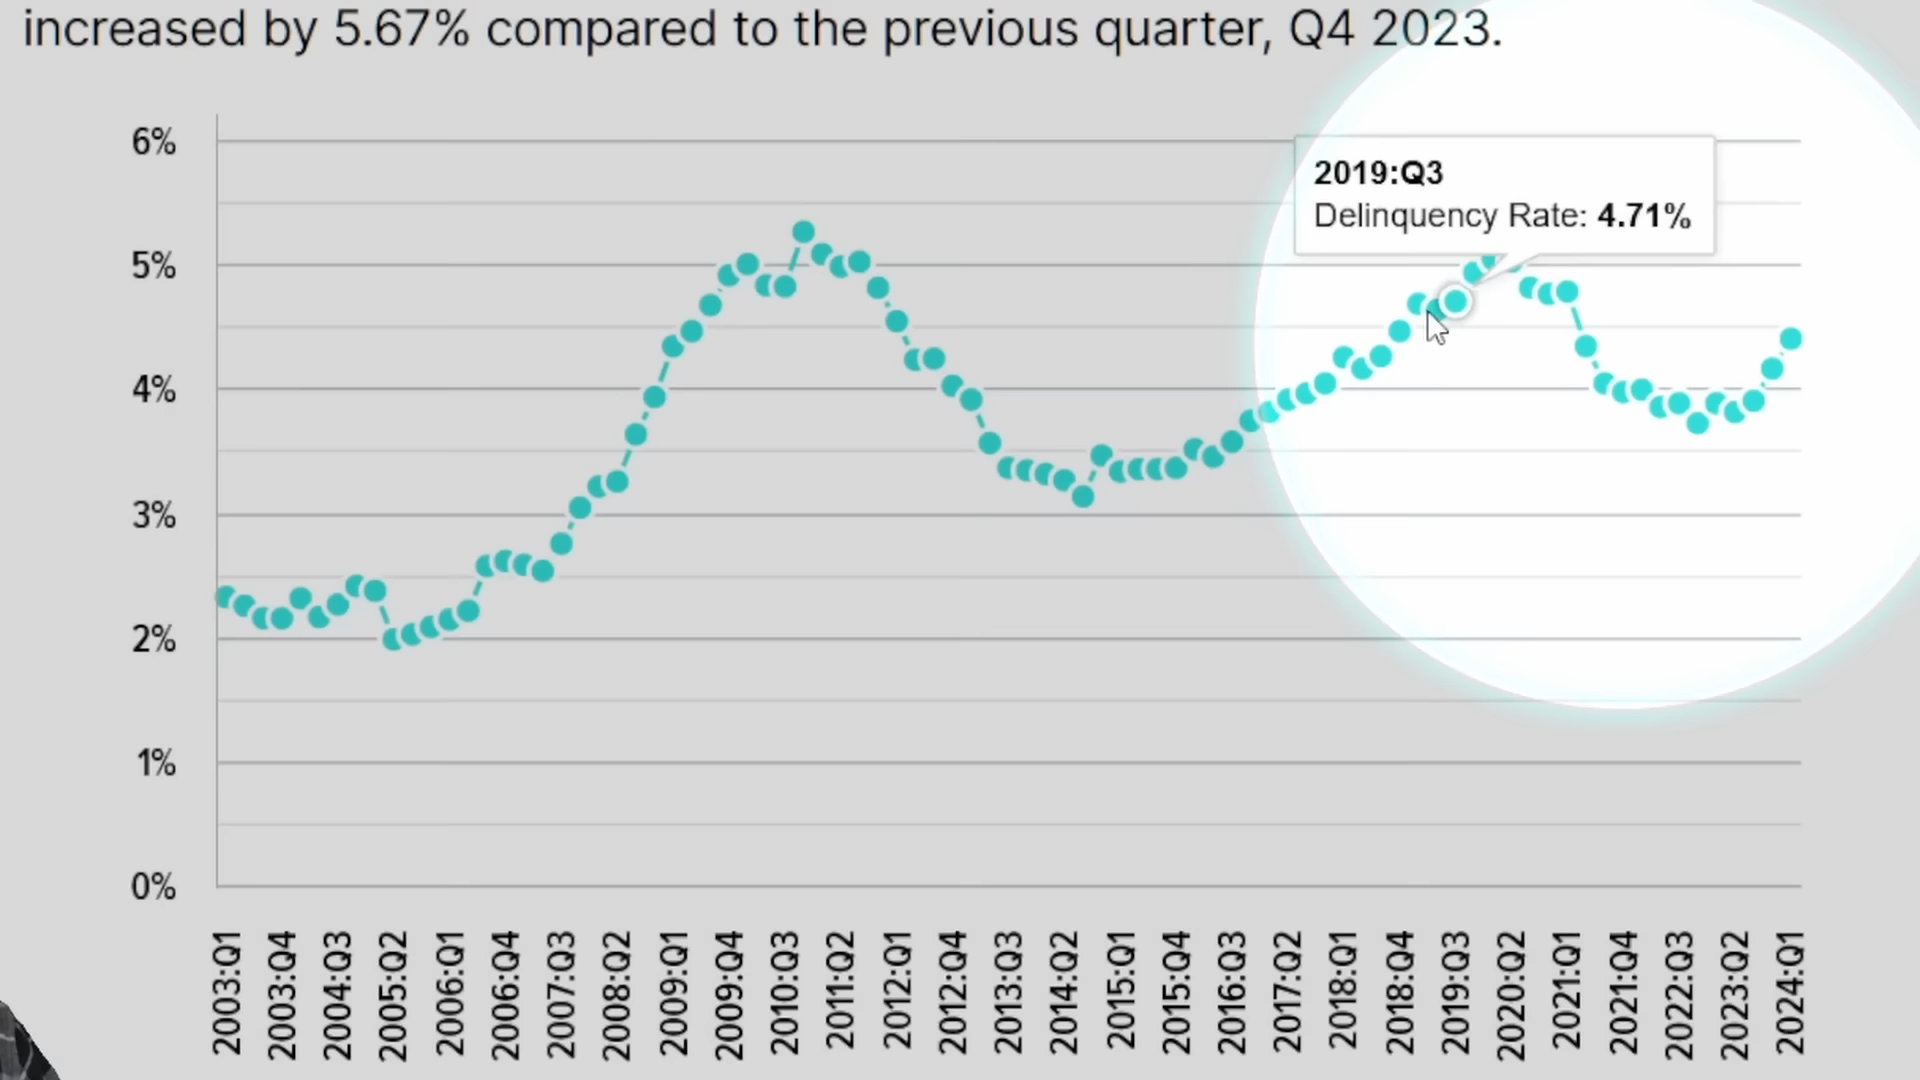 increased by 5.67% compared to the previous quarter, Q4 2023.
6%
2019:Q3
Delinquency Rate: 4.71%
5%
4%
3%
2%
1%
0%
2003:Q1
2003:Q4
2004:Q3
2005:Q2
2006:Q1
2006:Q4
2007:Q3
2008:Q2
2009:Q1
2009:Q4
2010:Q3
2011:Q2
2012:Q1
2012:Q4
2013:Q3
2014:Q2
2015:Q1
2015:Q4
2016:Q3
2017:Q2
2018:Q1
2018:Q4
2019:Q3
2020:Q2
2021:Q1
2021:Q4
2022:Q3
2023:Q2
2024:Q1